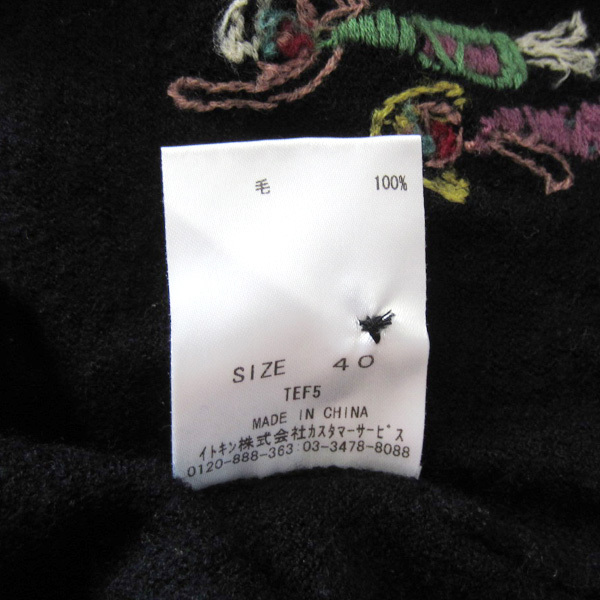 毛 100%
SIZE 40
TEF5
MADE IN CHINA
イトキン株式会社カスタマーサービス
0120-888-363:03-3478-8088